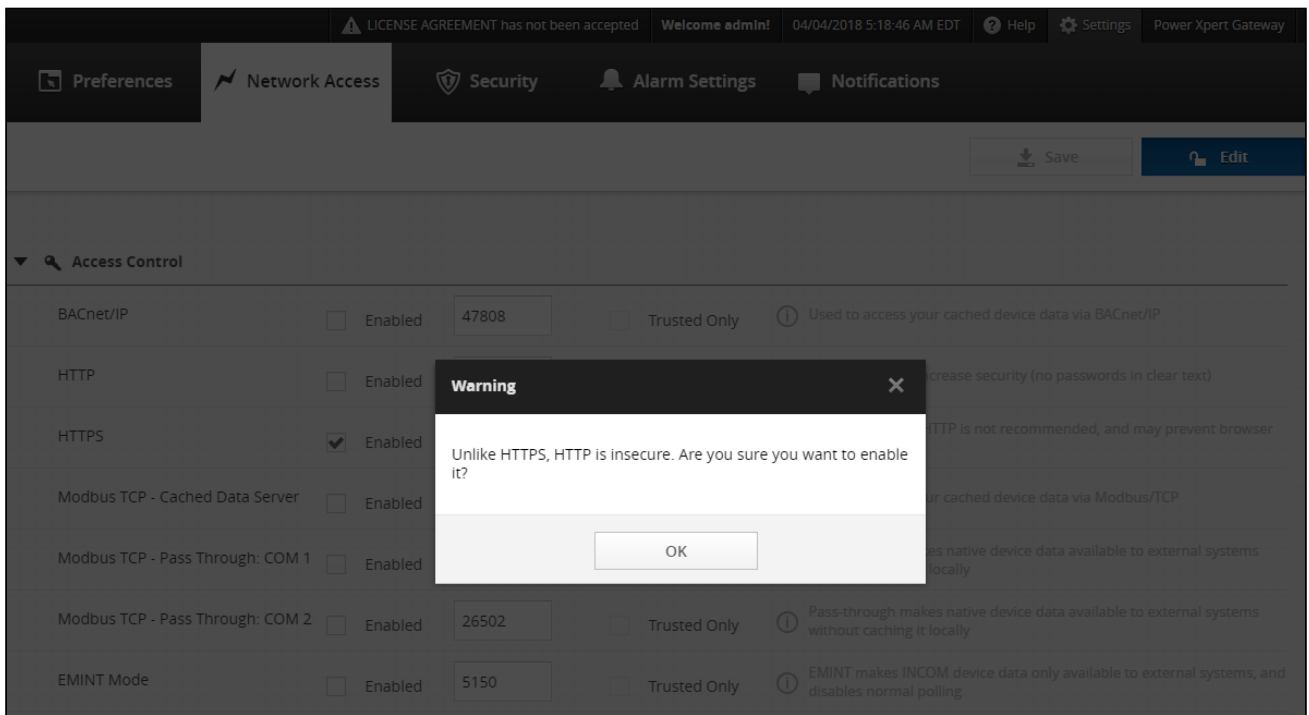 LICENSE AGREEMENT has not been accepted Welcome admin! 04/04/2018 5:18:46 AM EDT Help Settings Power Xpert Gateway
Preferences Network Access Security Alarm Settings Notifications
Save Edit
Access Control
BACnet/IP Enabled 47808 Trusted Only Used to access your cached device data via BACnet/IP
HTTP Enabled crease security (no passwords in clear text)
HTTPS Enabled HTTP is not recommended, and may prevent browser
Modbus TCP - Cached Data Server Enabled ur cached device data via Modbus/TCP
Modbus TCP - Pass Through: COM 1 Enabled es native device data available to external systems
locally
Modbus TCP - Pass Through: COM 2 Enabled 26502 Trusted Only Pass-through makes native device data available to external systems
without caching it locally
EMINT Mode Enabled 5150 Trusted Only EMINT makes INCOM device data only available to external systems, and
disables normal polling
Warning
Unlike HTTPS, HTTP is insecure. Are you sure you want to enable
it?
OK